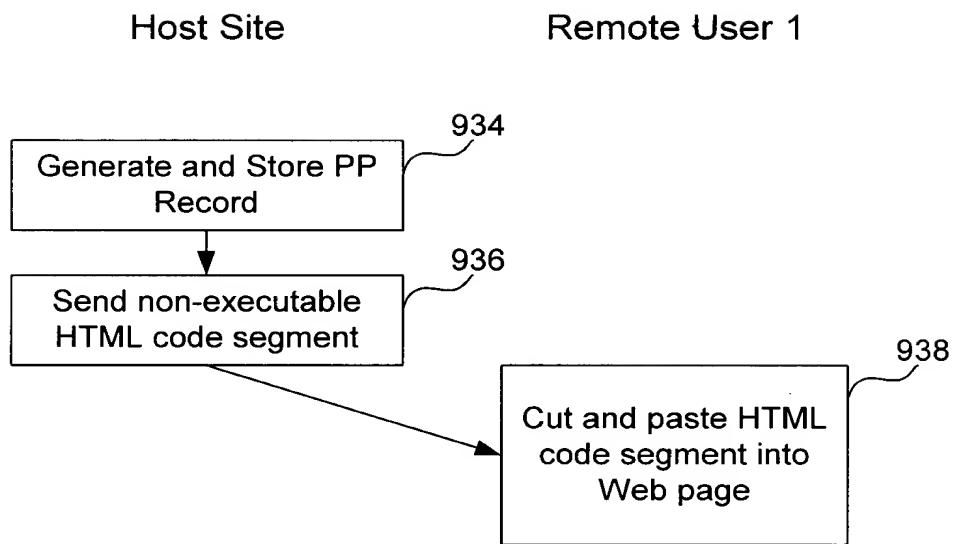 Host Site
Remote User 1
934
Generate and Store PP
Record
936
Send non-executable
HTML code segment
938
Cut and paste HTML
code segment into
Web page